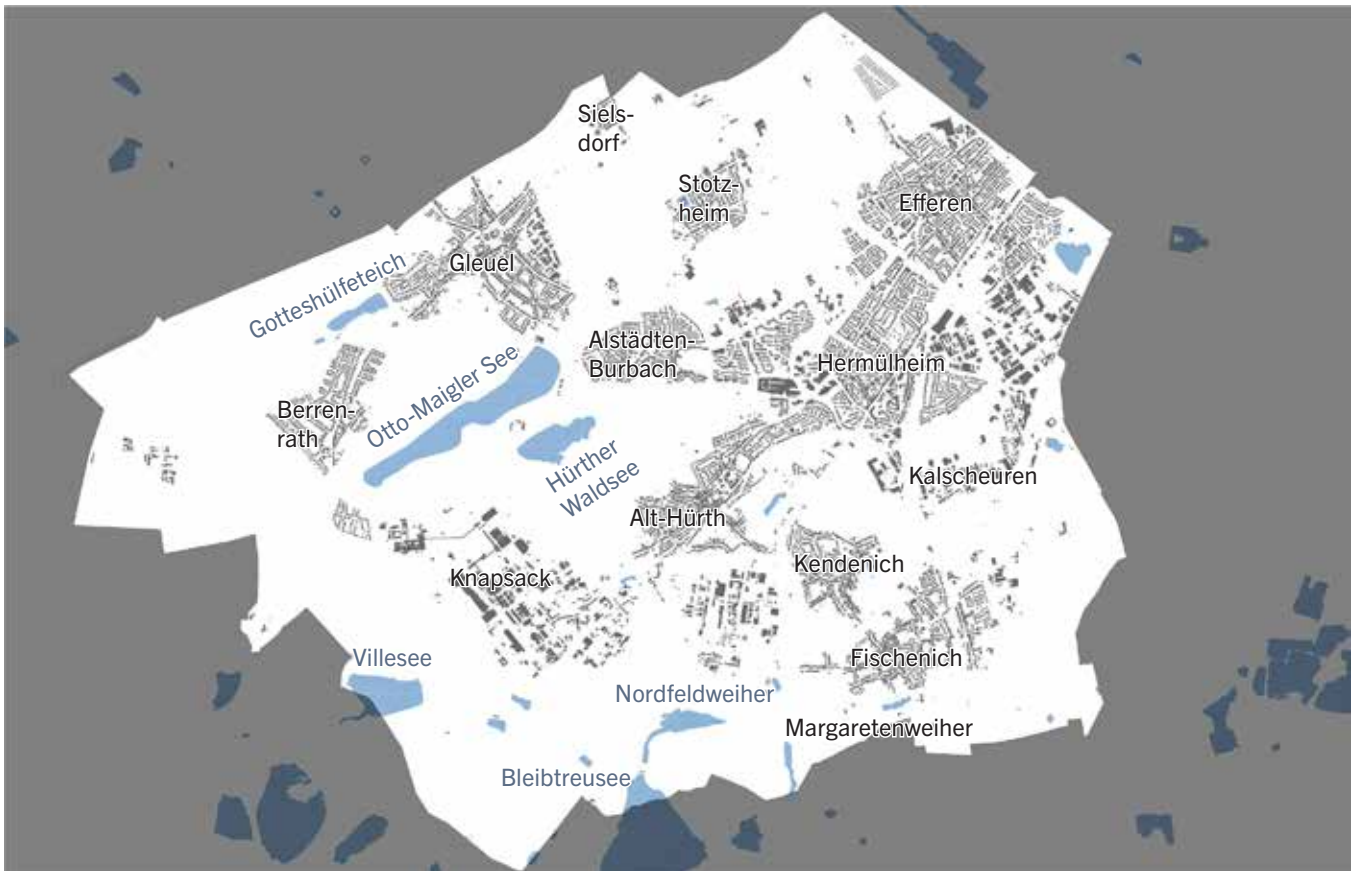 Siels-
dorf
Stotz-
heim
Efferen
Gleuel
Gotteshülfeteich
Alstädten-
Burbach
Hermülheim
Otto-Maigler See
Berren-
rath
Hürther
Waldsee
Kalscheuren
Alt-Hürth
Kendenich
Knapsack
Fischenich
Villesee
Nordfeldweiher
Margaretenweiher
Bleibtreusee